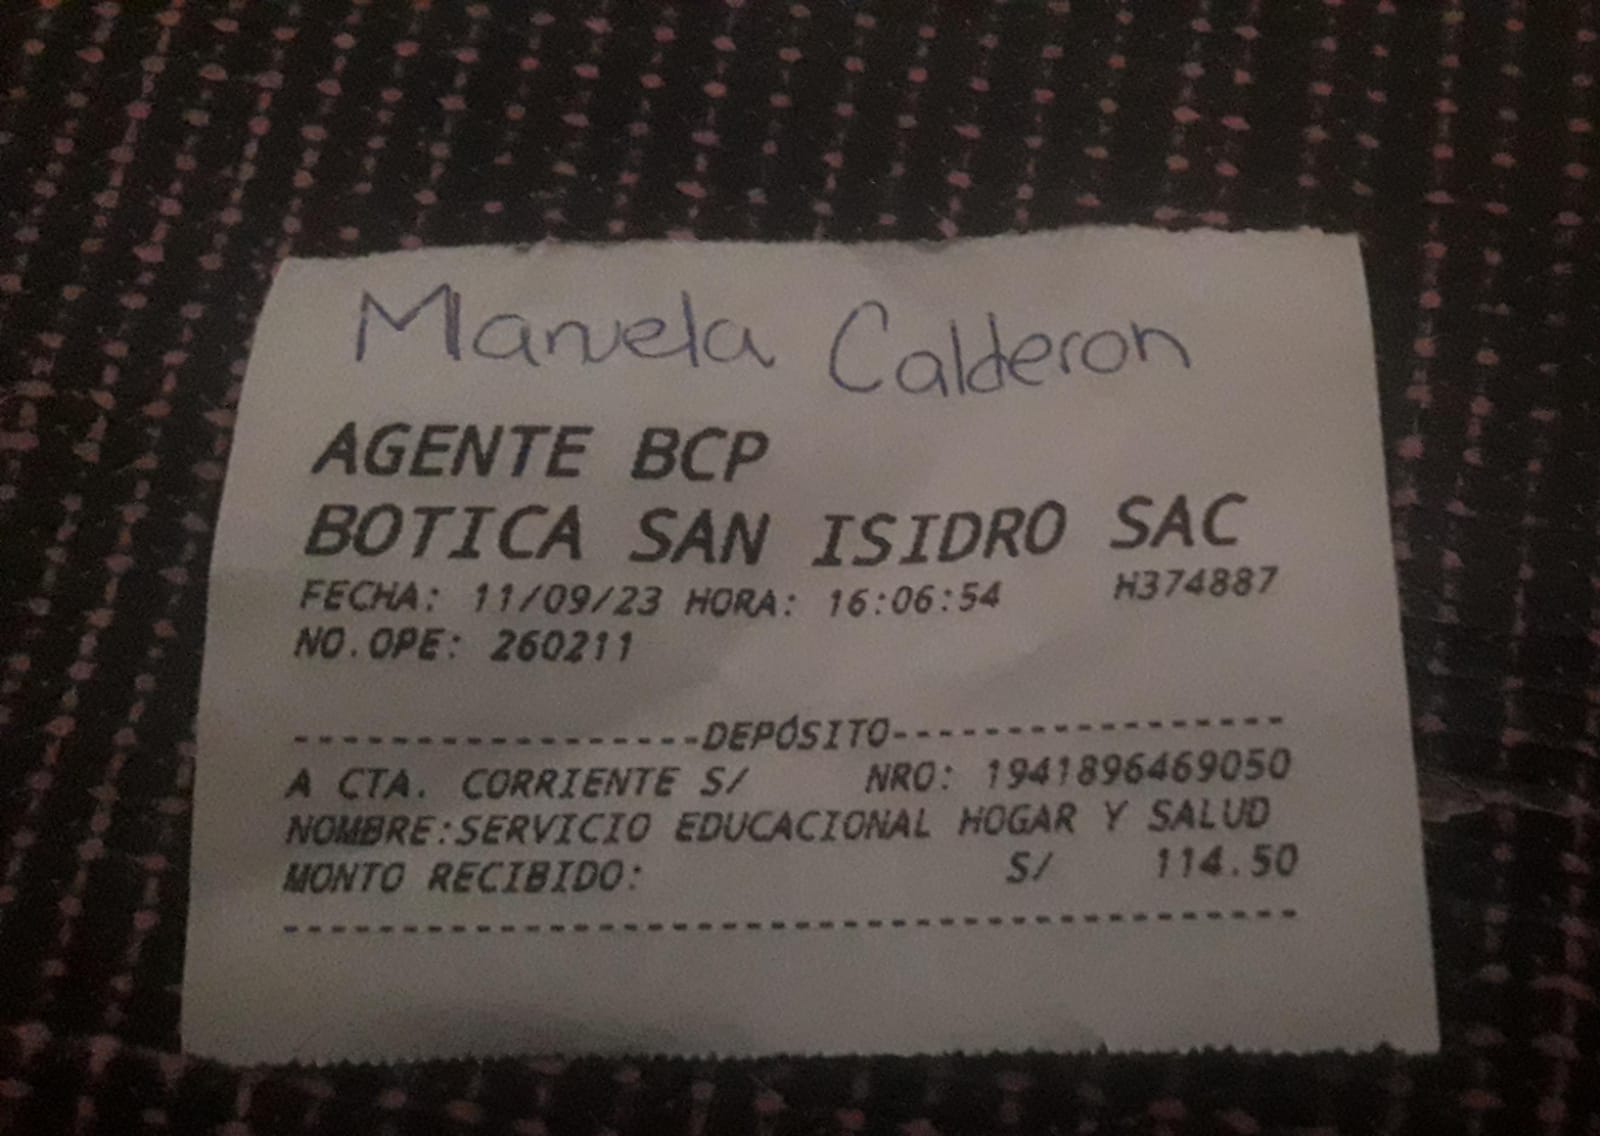 Manuela Calderon
AGENTE BCP
BOTICA SAN ISIDRO SAC
FECHA: 11/09/23 HORA: 16:06:54 H374887
NO.OPE: 260211
------------------DEPÓSITO------------------
A CTA. CORRIENTE S/ NRO: 1941896469050
NOMBRE:SERVICIO EDUCACIONAL HOGAR Y SALUD
MONTO RECIBIDO: S/ 114.50
--------------------------------------------